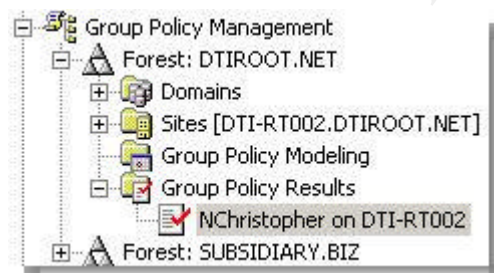 Group Policy Management
Forest: DTIROOT.NET
Domains
Sites [DTI-RT002.DTIROOT.NET]
Group Policy Modeling
Group Policy Results
NChristopher on DTI-RT002
Forest: SUBSIDIARY.BIZ